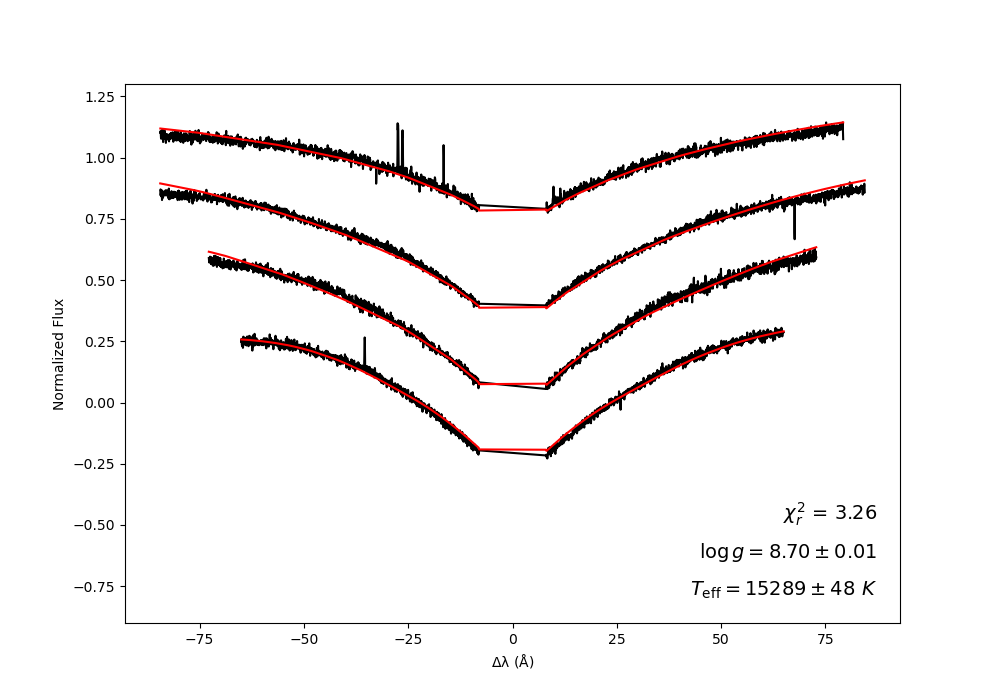 1.25
1.00
0.75
0.50
0.25
0.00
−0.25
−0.50
−0.75
Normalized Flux
χ²ᵣ = 3.26
log g = 8.70 ± 0.01
T_eff = 15289 ± 48 K
−75 −50 −25 0 25 50 75
Δλ (Å)